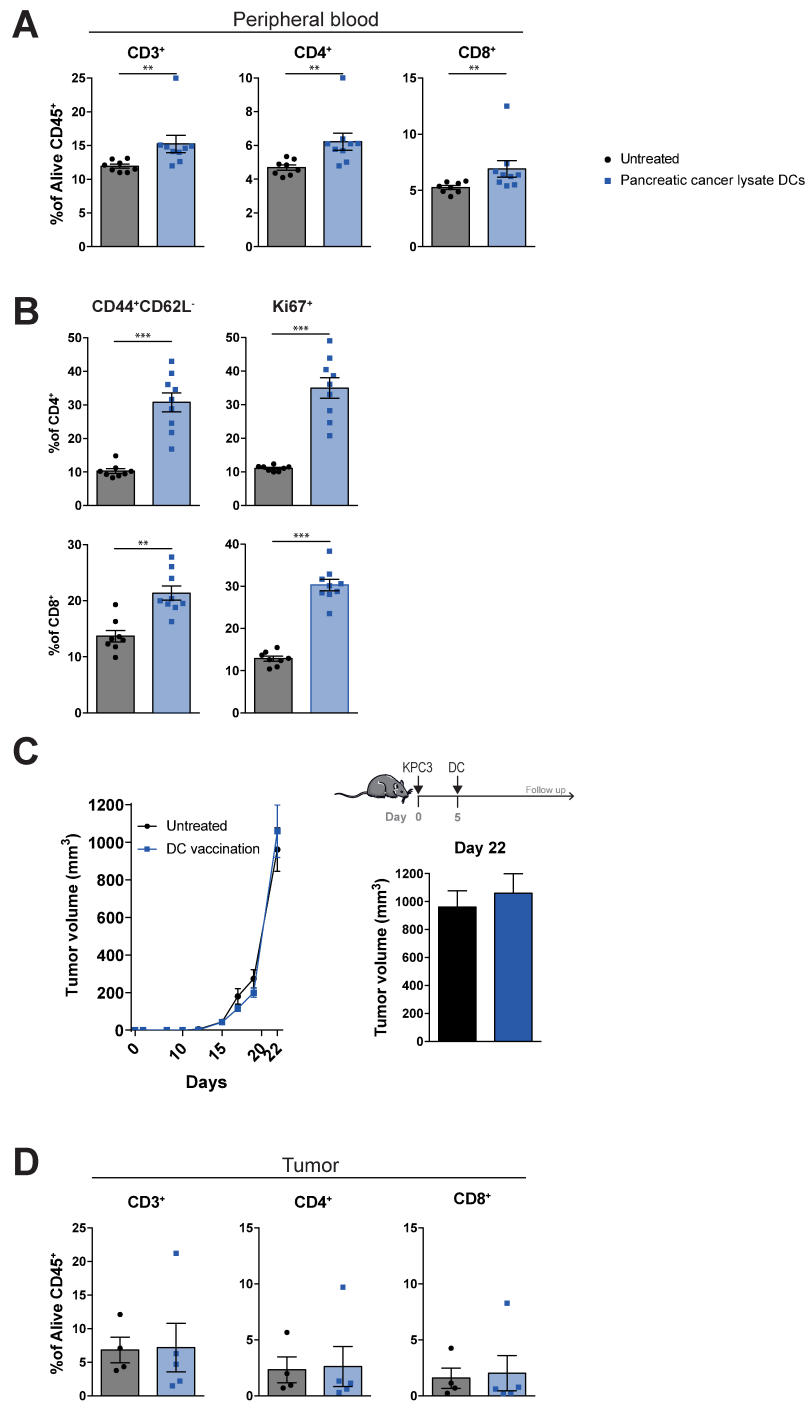 A
Peripheral blood
CD3+ CD4+ CD8+
** ** **
%of Alive CD45+
25 20 15 10 5 0
10 8 6 4 2 0
15 10 5 0
Untreated
Pancreatic cancer lysate DCs
B
CD44+CD62L- Ki67+
*** ***
%of CD4+
50 40 30 20 10 0
50 40 30 20 10 0
** ***
%of CD8+
30 20 10 0
40 30 20 10 0
C
Tumor volume (mm3)
1200 1000 800 600 400 200 0
Untreated
DC vaccination
0 10 15 20 22
Days
KPC3 DC
Follow up
Day 0 5
Day 22
Tumor volume (mm3)
1200 1000 800 600 400 200 0
D
Tumor
CD3+ CD4+ CD8+
%of Alive CD45+
25 20 15 10 5 0
15 10 5 0
15 10 5 0